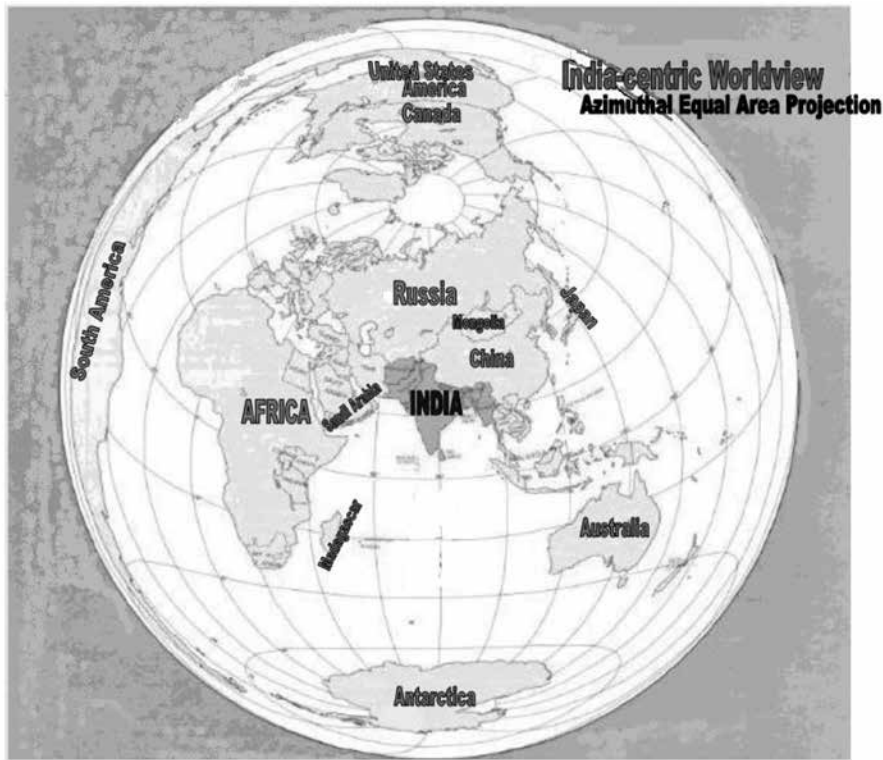 United States
America
Canada
India-centric Worldview
Azimuthal Equal Area Projection
South America
Russia
Mongolia
Japan
China
AFRICA
Saudi Arabia
INDIA
Madagascar
Australia
Antarctica